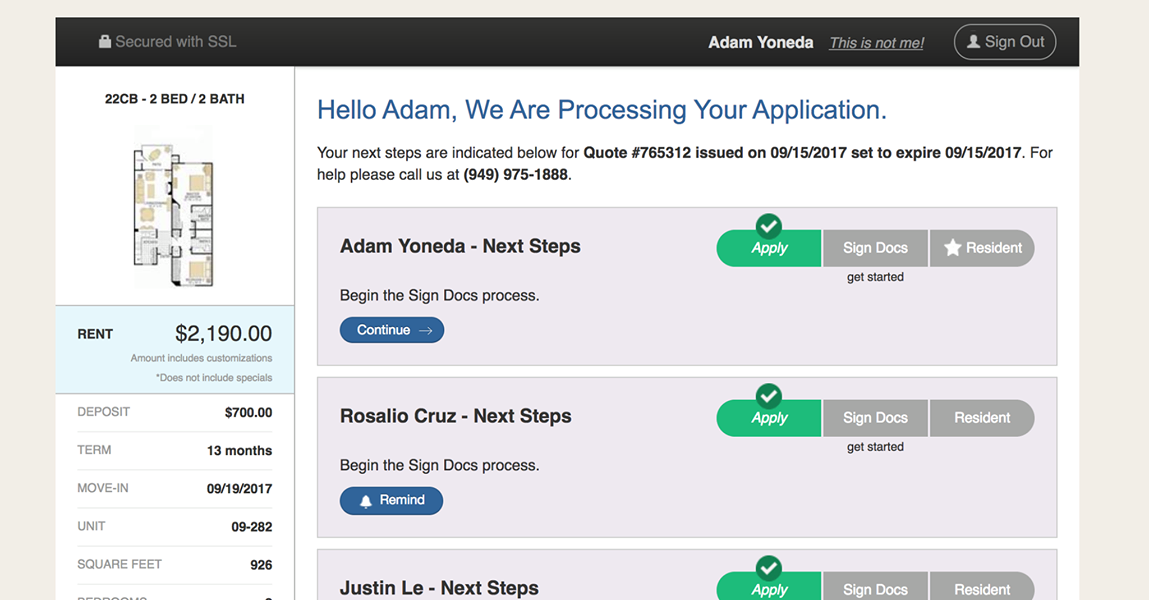 Secured with SSL
Adam Yoneda This is not me! Sign Out
22CB - 2 BED / 2 BATH
RENT $2,190.00
Amount includes customizations
*Does not include specials
DEPOSIT $700.00
TERM 13 months
MOVE-IN 09/19/2017
UNIT 09-282
SQUARE FEET 926
Hello Adam, We Are Processing Your Application.
Your next steps are indicated below for Quote #765312 issued on 09/15/2017 set to expire 09/15/2017. For
help please call us at (949) 975-1888.
Adam Yoneda - Next Steps
Apply Sign Docs Resident
get started
Begin the Sign Docs process.
Continue →
Rosalio Cruz - Next Steps
Apply Sign Docs Resident
get started
Begin the Sign Docs process.
Remind
Justin Le - Next Steps
Apply Sign Docs Resident